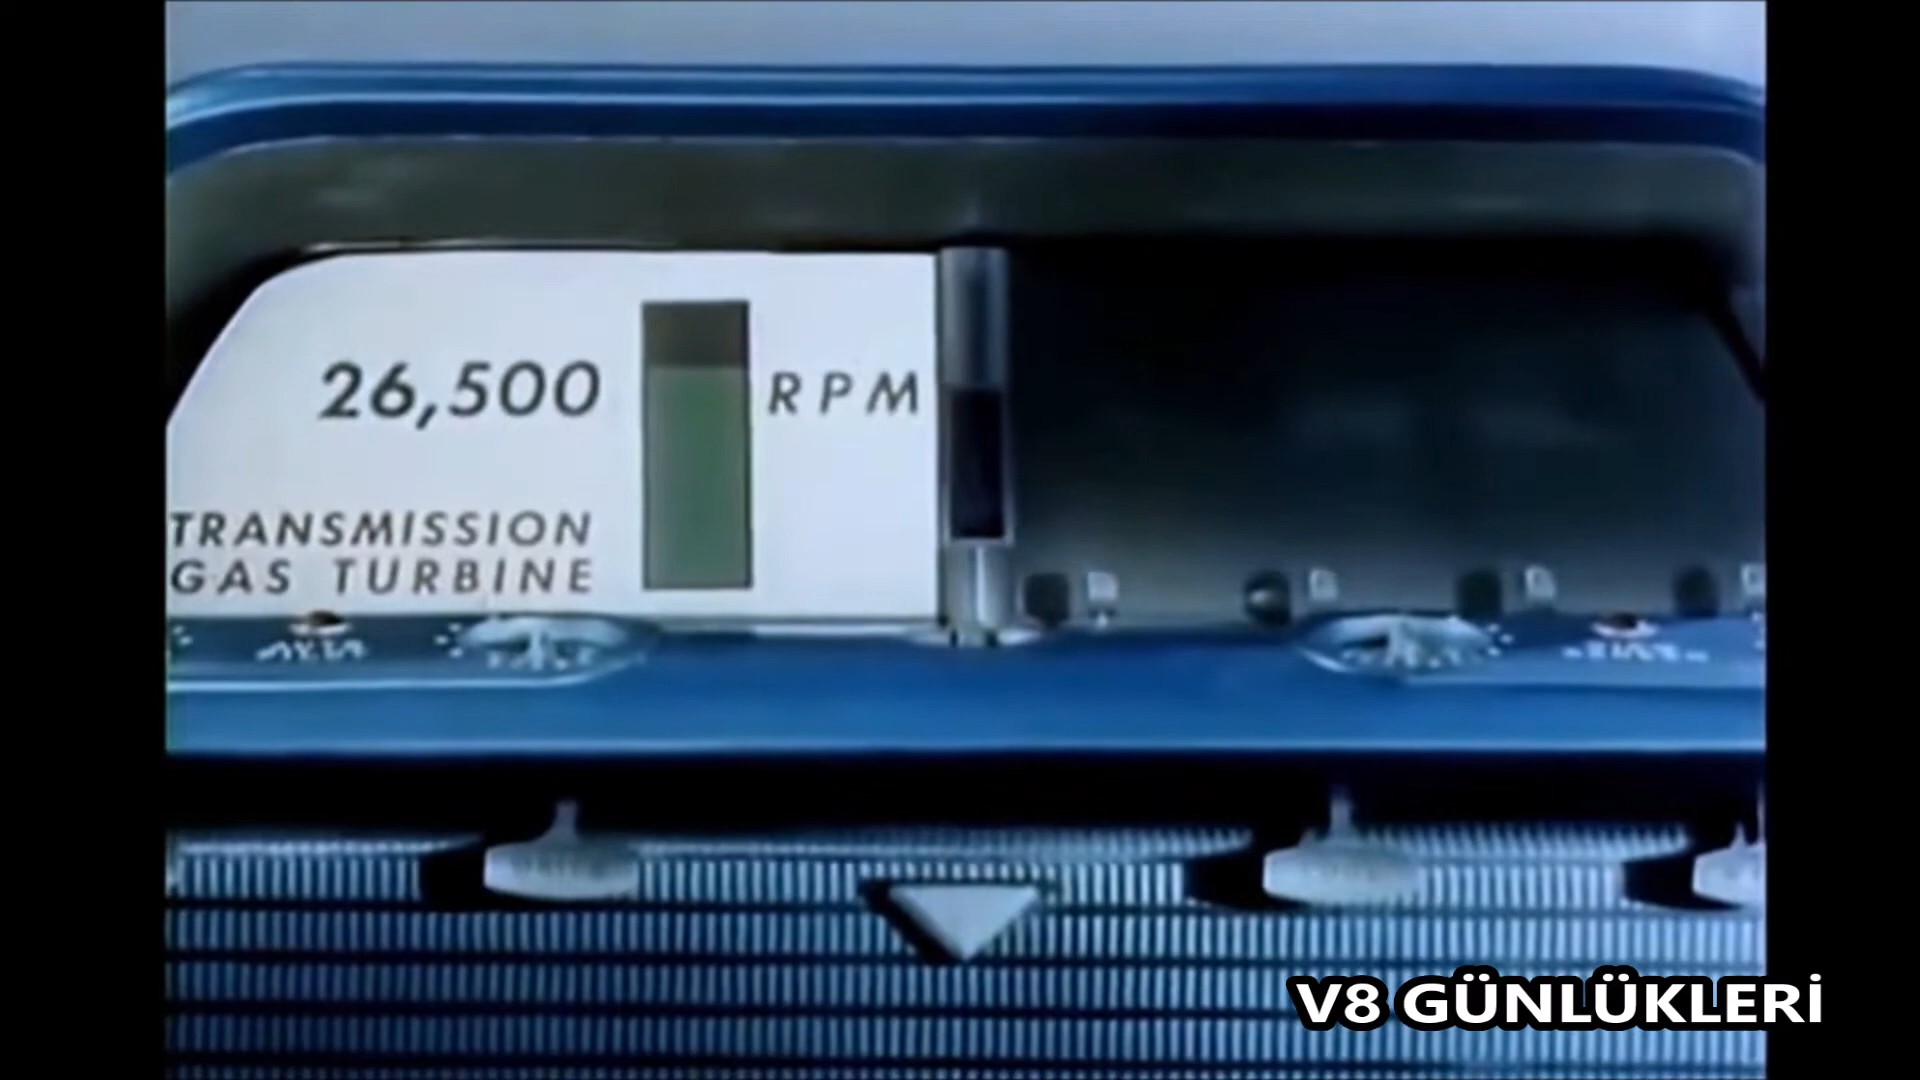 26,500
RPM
TRANSMISSION
GAS TURBINE
V8 GÜNLÜKLERİ